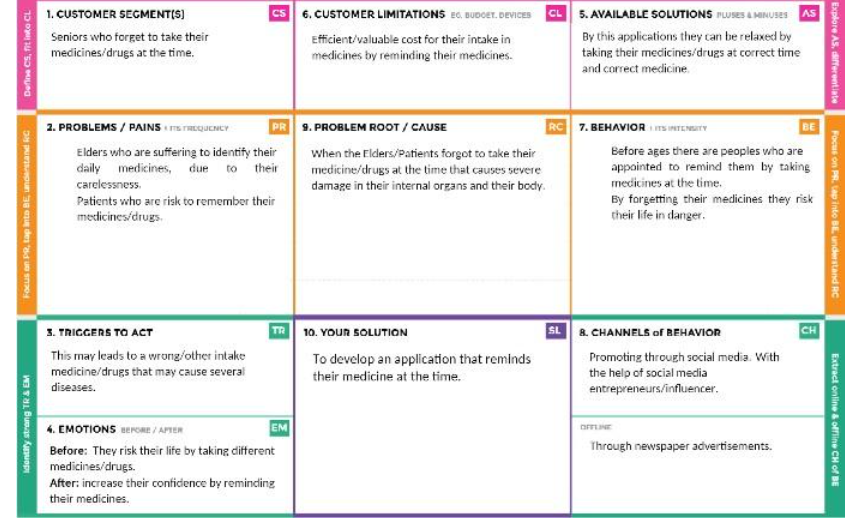 Define CS, fit into CL
1. CUSTOMER SEGMENT(S) CS
Seniors who forget to take their
medicines/drugs at the time.
6. CUSTOMER LIMITATIONS EG. BUDGET, DEVICES CL
Efficient/valuable cost for their intake in
medicines by reminding their medicines.
5. AVAILABLE SOLUTIONS PLUSES & MINUSES AS
By this applications they can be relaxed by
taking their medicines/drugs at correct time
and correct medicine.
Explore AS, differentiate
Focus on PR, tap into BE, understand RC
2. PROBLEMS / PAINS + ITS FREQUENCY PR
Elders who are suffering to identify their
daily medicines, due to their
carelessness.
Patients who are risk to remember their
medicines/drugs.
9. PROBLEM ROOT / CAUSE RC
When the Elders/Patients forgot to take their
medicine/drugs at the time that causes severe
damage in their internal organs and their body.
7. BEHAVIOR + ITS INTENSITY BE
Before ages there are peoples who are
appointed to remind them by taking
medicines at the time.
By forgetting their medicines they risk
their life in danger.
Focus on PR, tap into BE, understand RC
Identify strong TR & EM
3. TRIGGERS TO ACT TR
This may leads to a wrong/other intake
medicine/drugs that may cause several
diseases.
4. EMOTIONS BEFORE / AFTER EM
Before: They risk their life by taking different
medicines/drugs.
After: increase their confidence by reminding
their medicines.
10. YOUR SOLUTION SL
To develop an application that reminds
their medicine at the time.
8. CHANNELS of BEHAVIOR CH
Promoting through social media. With
the help of social media
entrepreneurs/influencer.
OFFLINE
Through newspaper advertisements.
Extract online & offline CH of BE